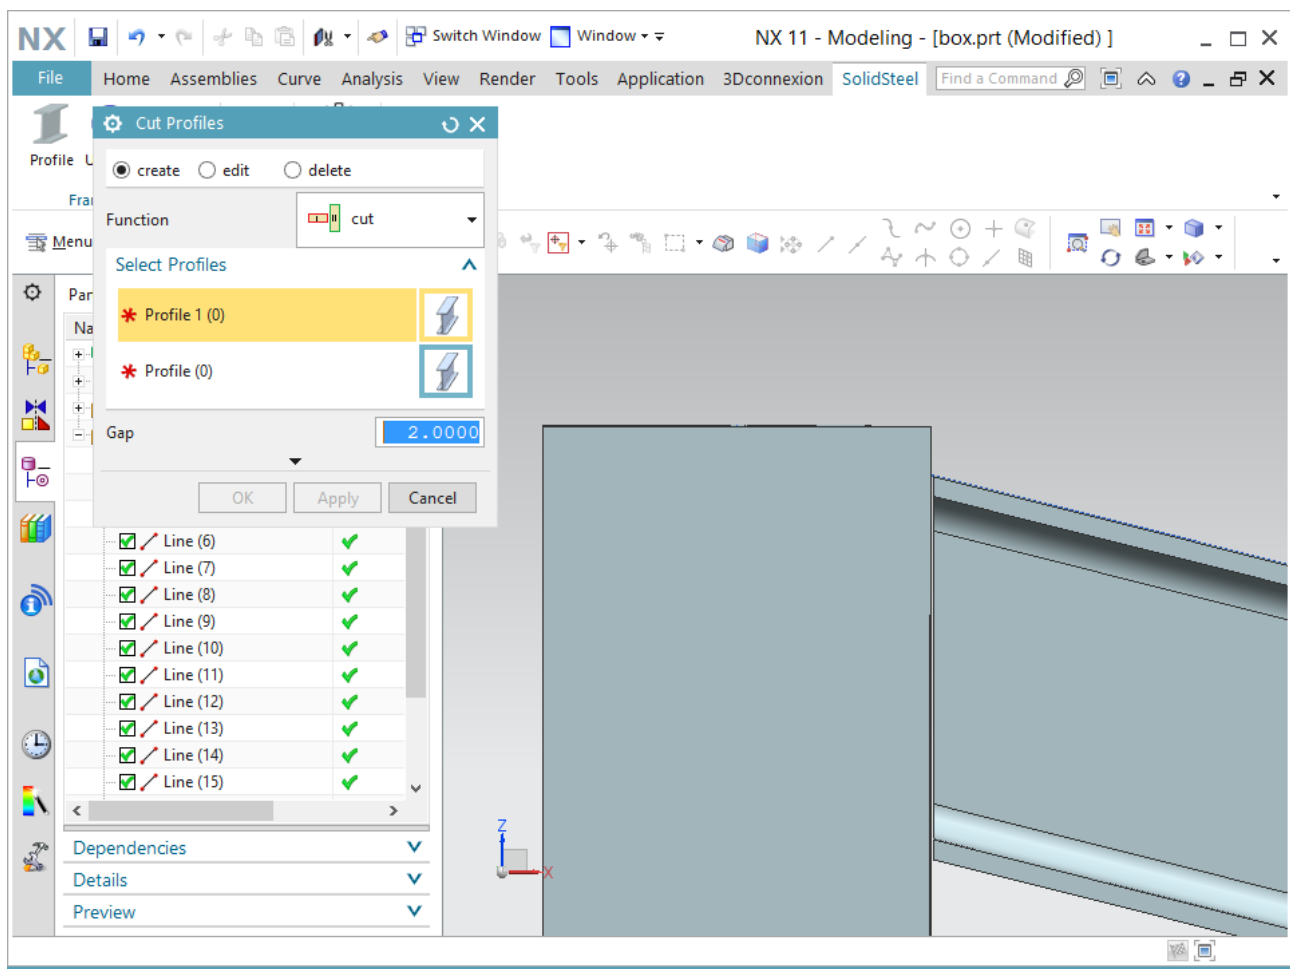 NX Switch Window Window NX 11 - Modeling - [box.prt (Modified) ]
File Home Assemblies Curve Analysis View Render Tools Application 3Dconnexion SolidSteel Find a Command
Cut Profiles
Profile U
create edit delete
Fra
Function cut
Menu
Select Profiles
Par
Profile 1 (0)
Na
Profile (0)
Gap 2.0000
OK Apply Cancel
Line (6)
Line (7)
Line (8)
Line (9)
Line (10)
Line (11)
Line (12)
Line (13)
Line (14)
Line (15)
Z
Dependencies
X
Details
Preview